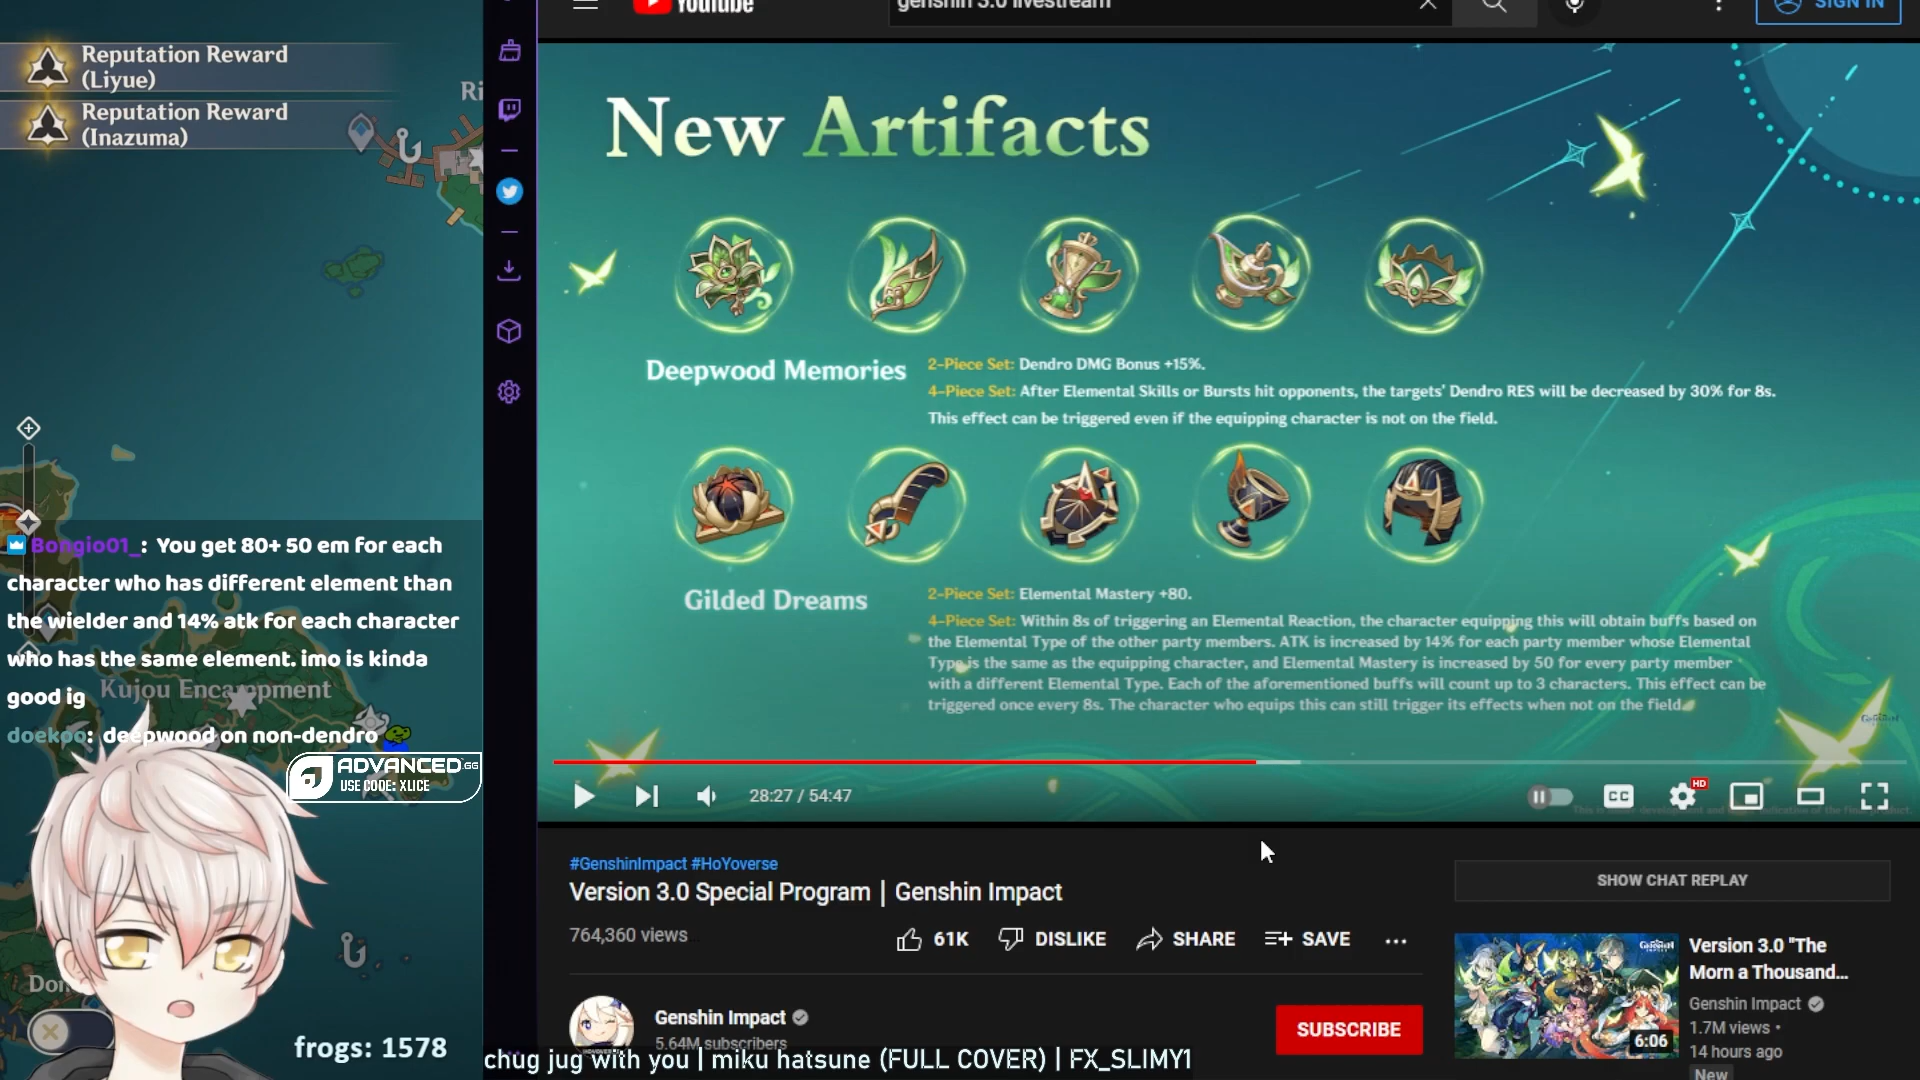 Reputation Reward
(Liyue)
Reputation Reward
(Inazuma)
Ri
YouTube
genshin 3.0 livestream
SIGN IN
New Artifacts
Deepwood Memories
2-Piece Set: Dendro DMG Bonus +15%.
4-Piece Set: After Elemental Skills or Bursts hit opponents, the targets' Dendro RES will be decreased by 30% for 8s.
This effect can be triggered even if the equipping character is not on the field.
Gilded Dreams
2-Piece Set: Elemental Mastery +80.
4-Piece Set: Within 8s of triggering an Elemental Reaction, the character equipping this will obtain buffs based on
the Elemental Type of the other party members. ATK is increased by 14% for each party member whose Elemental
Type is the same as the equipping character, and Elemental Mastery is increased by 50 for every party member
with a different Elemental Type. Each of the aforementioned buffs will count up to 3 characters. This effect can be
triggered once every 8s. The character who equips this can still trigger its effects when not on the field.
Genshin
Bongio01_: You get 80+ 50 em for each
character who has different element than
the wielder and 14% atk for each character
who has the same element. imo is kinda
good ig
Kujou Encampment
doekoo: deepwood on non-dendro
ADVANCED.GG
USE CODE: XLICE
28:27 / 54:47
CC
HD
#GenshinImpact #HoYoverse
Version 3.0 Special Program | Genshin Impact
764,360 views
61K
DISLIKE
SHARE
SAVE
SHOW CHAT REPLAY
Genshin
Version 3.0 "The
Morn a Thousand...
Genshin Impact
1.7M views •
14 hours ago
New
6:06
Genshin Impact
5.64M subscribers
SUBSCRIBE
Don
frogs: 1578
chug jug with you | miku hatsune (FULL COVER) | FX_SLIMY1